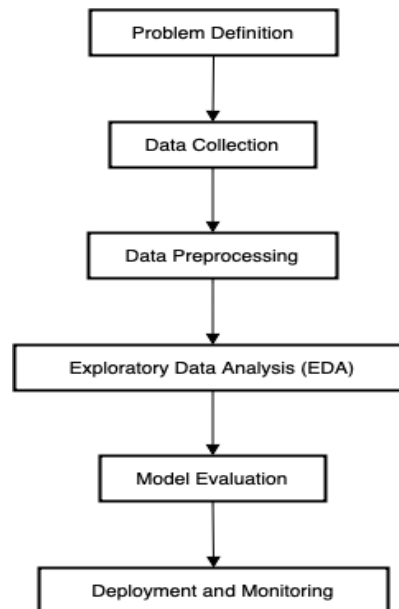 Problem Definition
Data Collection
Data Preprocessing
Exploratory Data Analysis (EDA)
Model Evaluation
Deployment and Monitoring